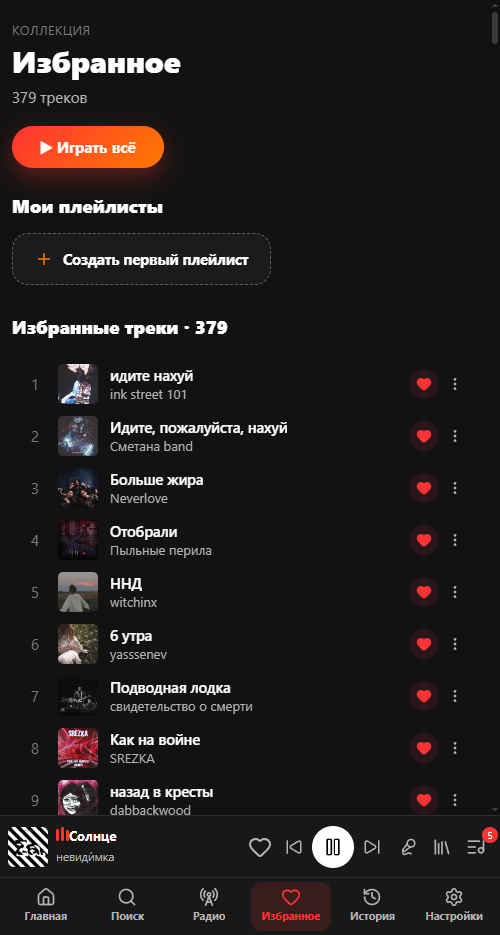 КОЛЛЕКЦИЯ
Избранное
379 треков
Играть всё
Мои плейлисты
Создать первый плейлист
Избранные треки · 379
1
идите нахуй
ink street 101
2
Идите, пожалуйста, нахуй
Сметана band
3
Больше жира
Neverlove
4
Отобрали
Пыльные перила
5
ННД
witchinx
6
6 утра
yasssenev
7
Подводная лодка
свидетельство о смерти
8
SREZKA
Как на войне
SREZKA
9
назад в кресты
dabbackwood
Солнце
невиди́мка
5
Главная
Поиск
Радио
Избранное
История
Настройки